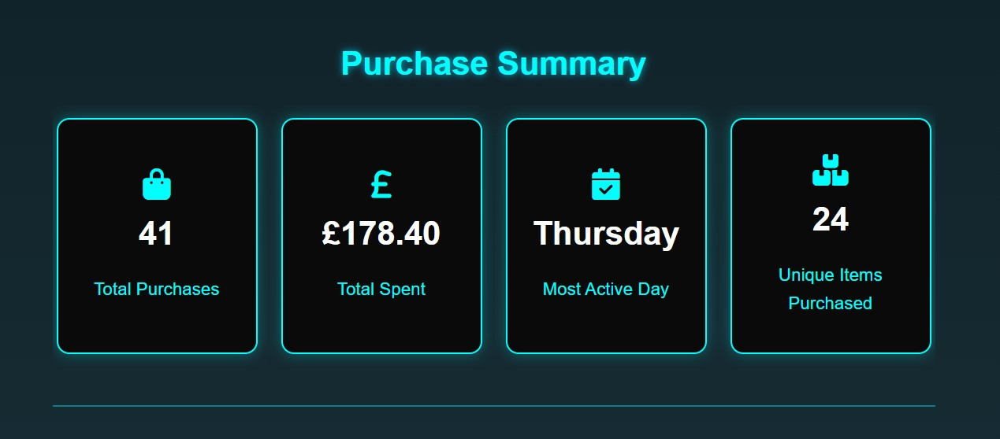 Purchase Summary
41
Total Purchases
£178.40
Total Spent
Thursday
Most Active Day
24
Unique Items
Purchased